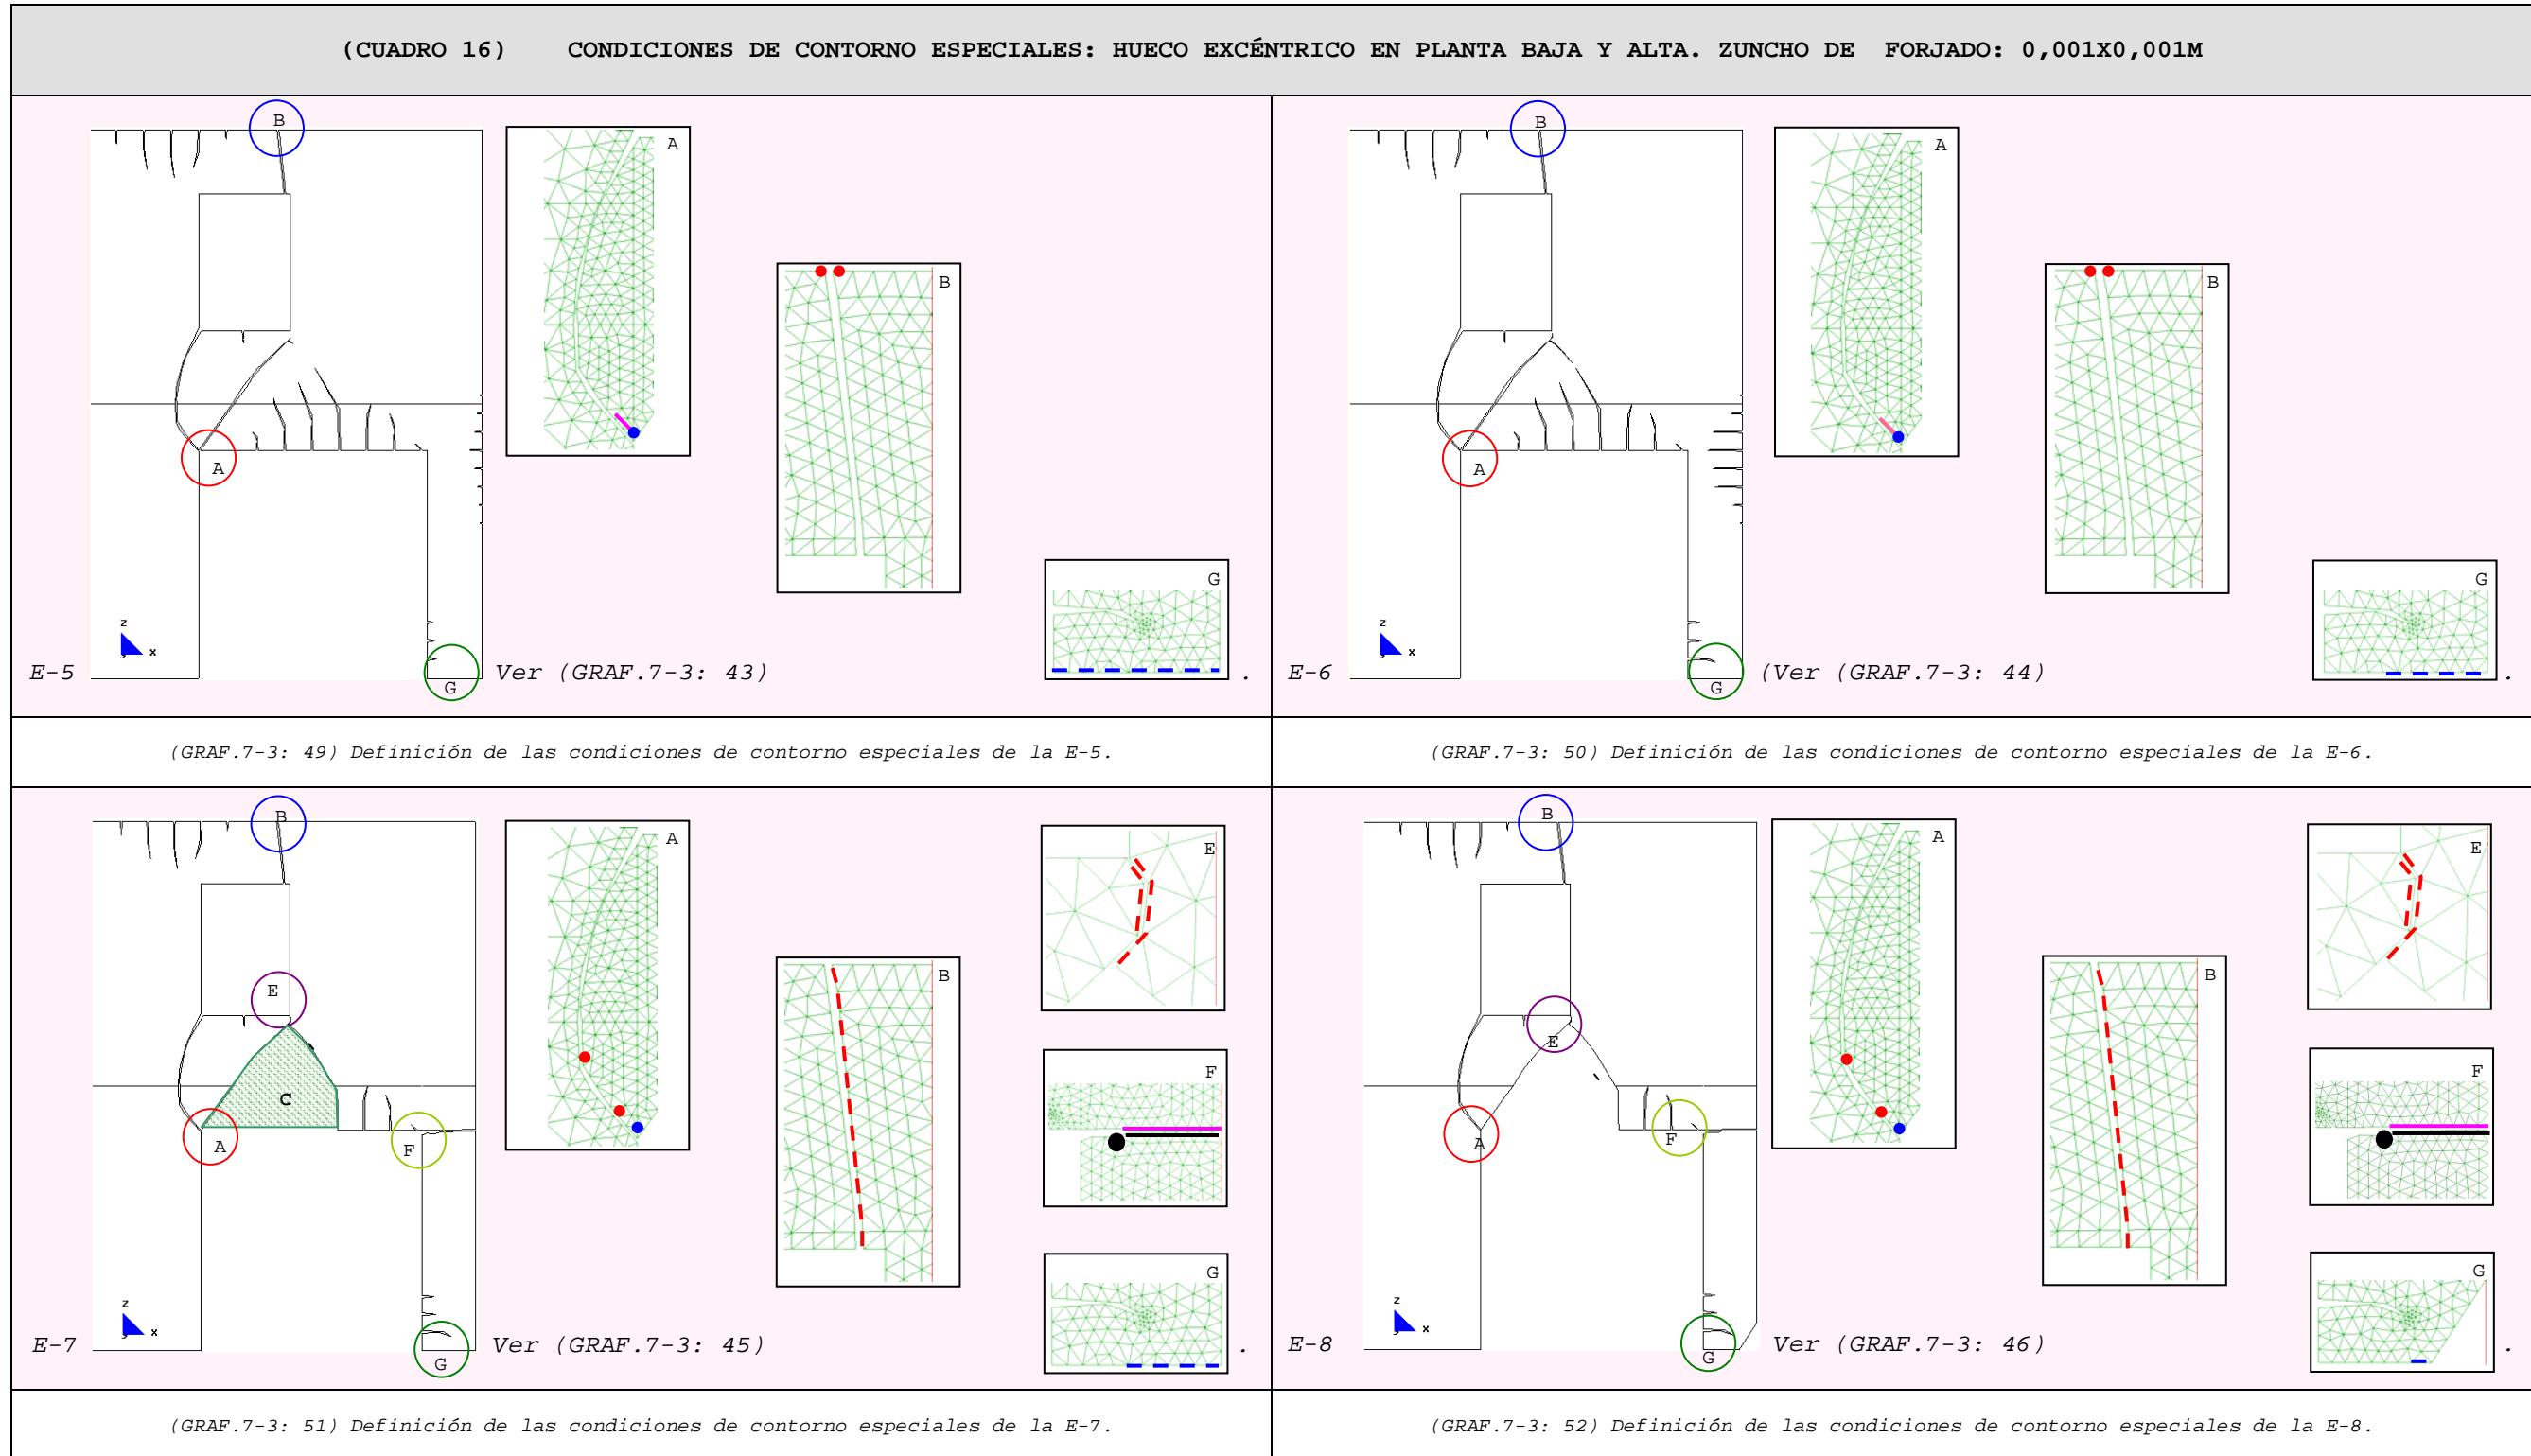 (CUADRO 16) CONDICIONES DE CONTORNO ESPECIALES: HUECO EXCÉNTRICO EN PLANTA BAJA Y ALTA. ZUNCHO DE FORJADO: 0,001X0,001M
B
A
B
A
G
z
x
G
E-5
Ver (GRAF.7-3: 43)
.
B
A
B
A
G
z
x
G
E-6
(Ver (GRAF.7-3: 44)
.
(GRAF.7-3: 49) Definición de las condiciones de contorno especiales de la E-5.
(GRAF.7-3: 50) Definición de las condiciones de contorno especiales de la E-6.
B
A
E
E
B
F
C
A
F
G
z
x
G
E-7
Ver (GRAF.7-3: 45)
.
B
A
E
B
E
F
A
F
G
z
x
G
E-8
Ver (GRAF.7-3: 46)
.
(GRAF.7-3: 51) Definición de las condiciones de contorno especiales de la E-7.
(GRAF.7-3: 52) Definición de las condiciones de contorno especiales de la E-8.